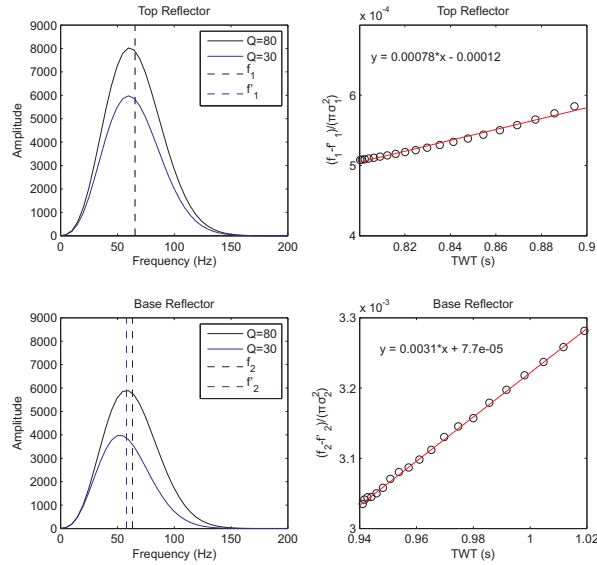 Top Reflector
9000
8000
7000
6000
5000
4000
3000
2000
1000
0
Amplitude
0 50 100 150 200
Frequency (Hz)
Q=80
Q=30
f1
f'1
Top Reflector
x 10^-4
y = 0.00078*x - 0.00012
6
5
4
(f1-f'1)/(πσ1^2)
0.82 0.84 0.86 0.88 0.9
TWT (s)
Base Reflector
9000
8000
7000
6000
5000
4000
3000
2000
1000
0
Amplitude
0 50 100 150 200
Frequency (Hz)
Q=80
Q=30
f2
f'2
Base Reflector
x 10^-3
y = 0.0031*x + 7.7e-05
3.3
3.2
3.1
3
(f2-f'2)/(πσ2^2)
0.94 0.96 0.98 1 1.02
TWT (s)